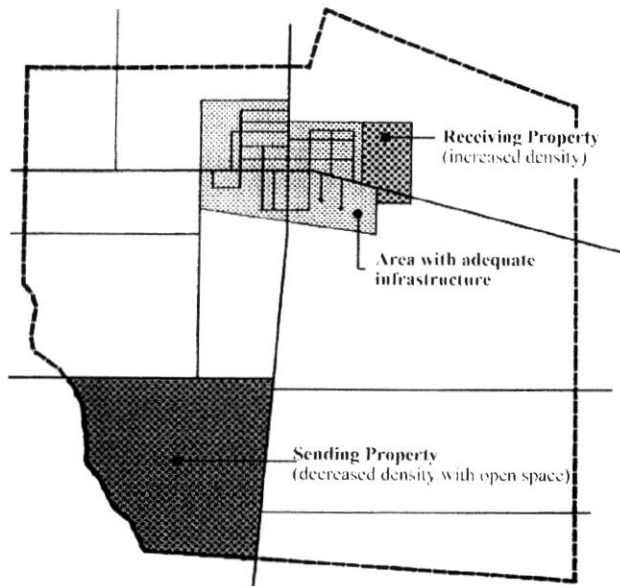 Receiving Property
(increased density)
Area with adequate
infrastructure
Sending Property
(decreased density with open space)